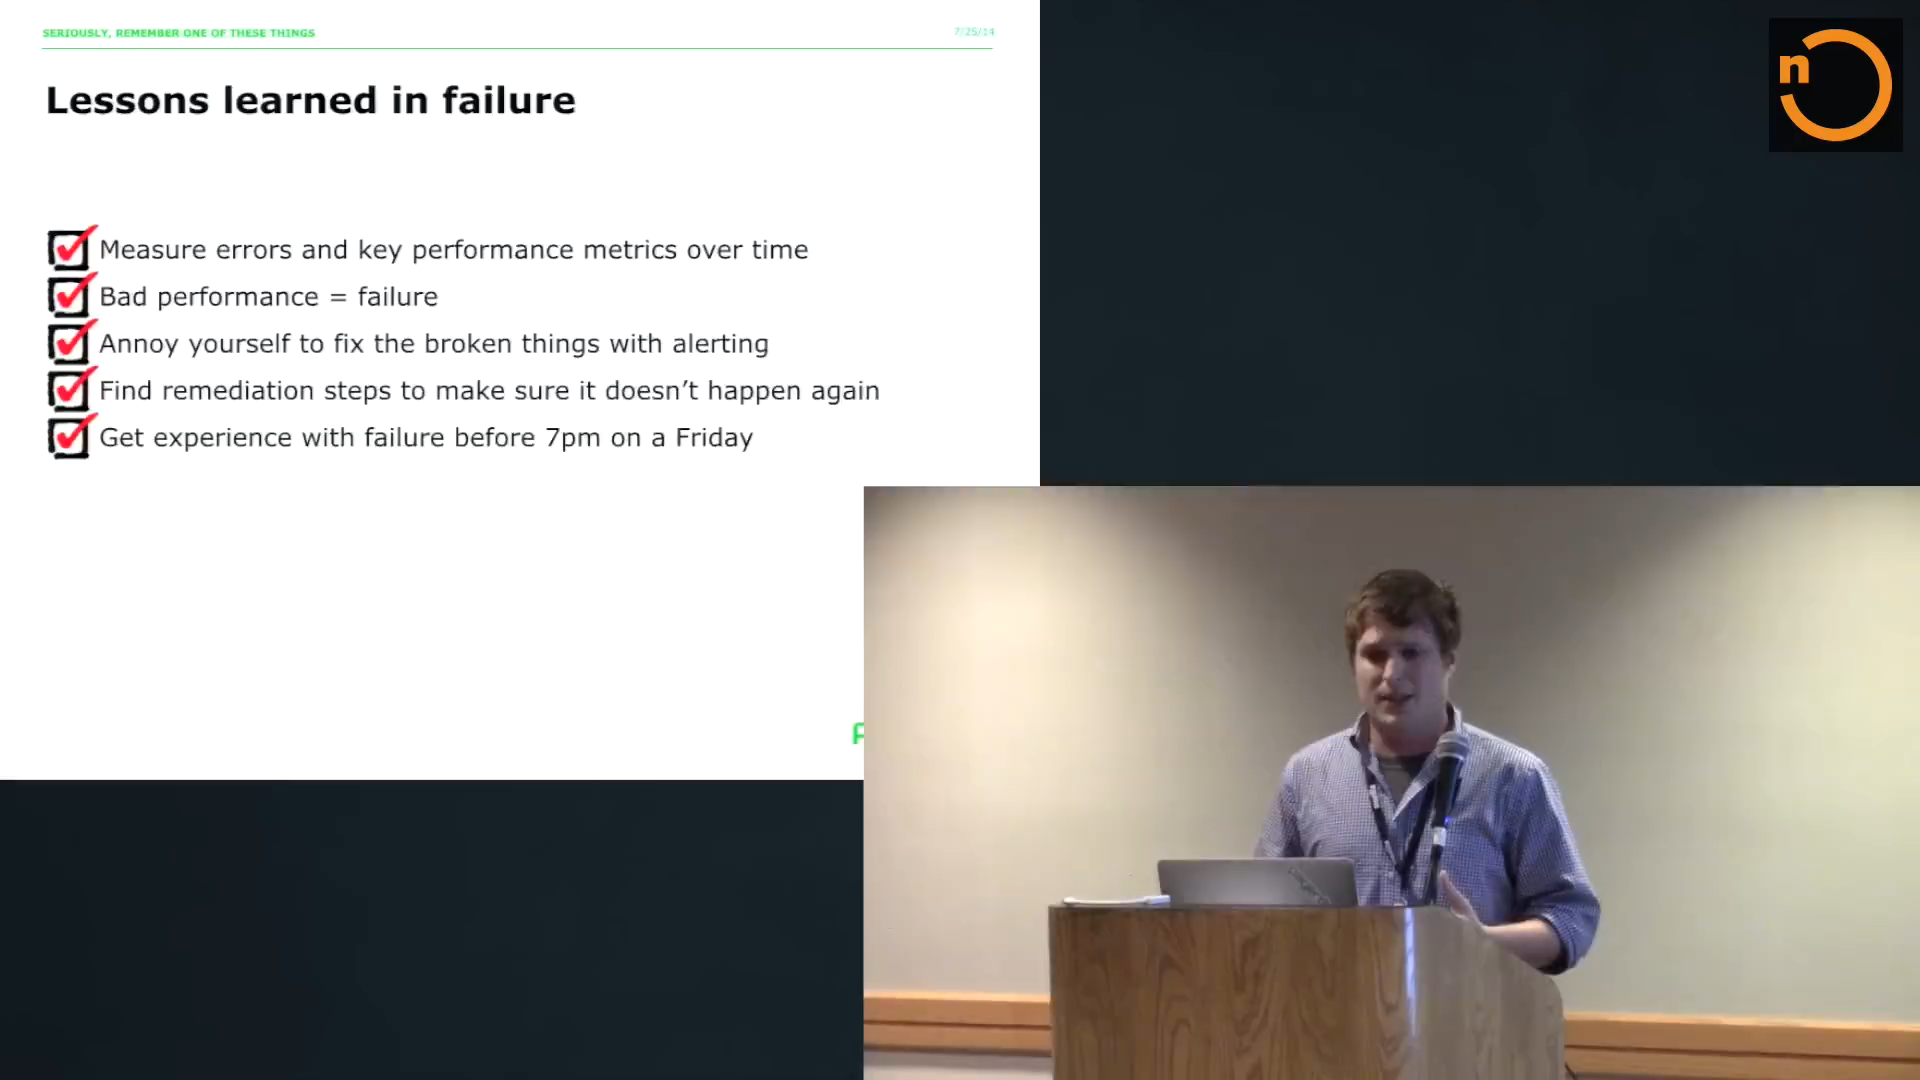 SERIOUSLY, REMEMBER ONE OF THESE THINGS
7/25/14
n
Lessons learned in failure
Measure errors and key performance metrics over time
Bad performance = failure
Annoy yourself to fix the broken things with alerting
Find remediation steps to make sure it doesn’t happen again
Get experience with failure before 7pm on a Friday